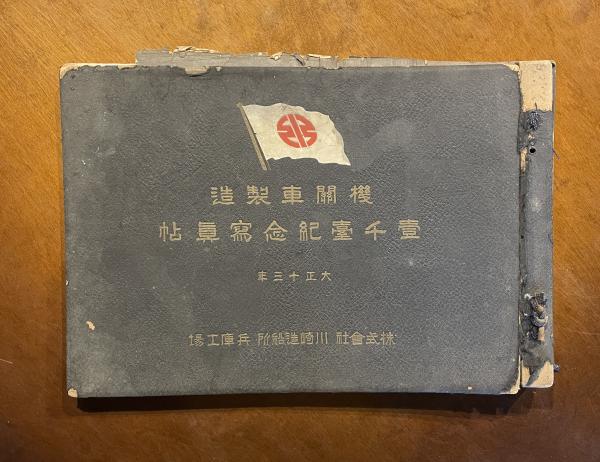 機關車製造
壹千臺紀念寫眞帖
大正十三年
株式會社 川崎造船所 兵庫工場